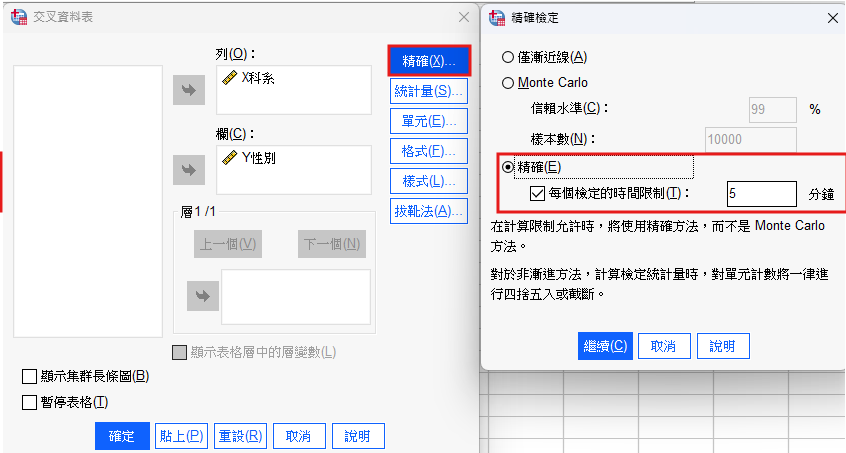 交叉資料表
列(O)：
X科系
欄(C)：
Y性別
層1 /1
上一個(V)
下一個(N)
顯示表格層中的層變數(L)
顯示集群長條圖(B)
暫停表格(T)
確定
貼上(P)
重設(R)
取消
說明
精確(X)...
統計量(S)...
單元(E)...
格式(F)...
樣式(L)...
拔靴法(A)...
精確檢定
僅漸近線(A)
Monte Carlo
信賴水準(C)：
99
%
樣本數(N)：
10000
精確(E)
每個檢定的時間限制(T)：
5
分鐘
在計算限制允許時，將使用精確方法，而不是 Monte Carlo
方法。
對於非漸進方法，計算檢定統計量時，對單元計數將一律進
行四捨五入或截斷。
繼續(C)
取消
說明